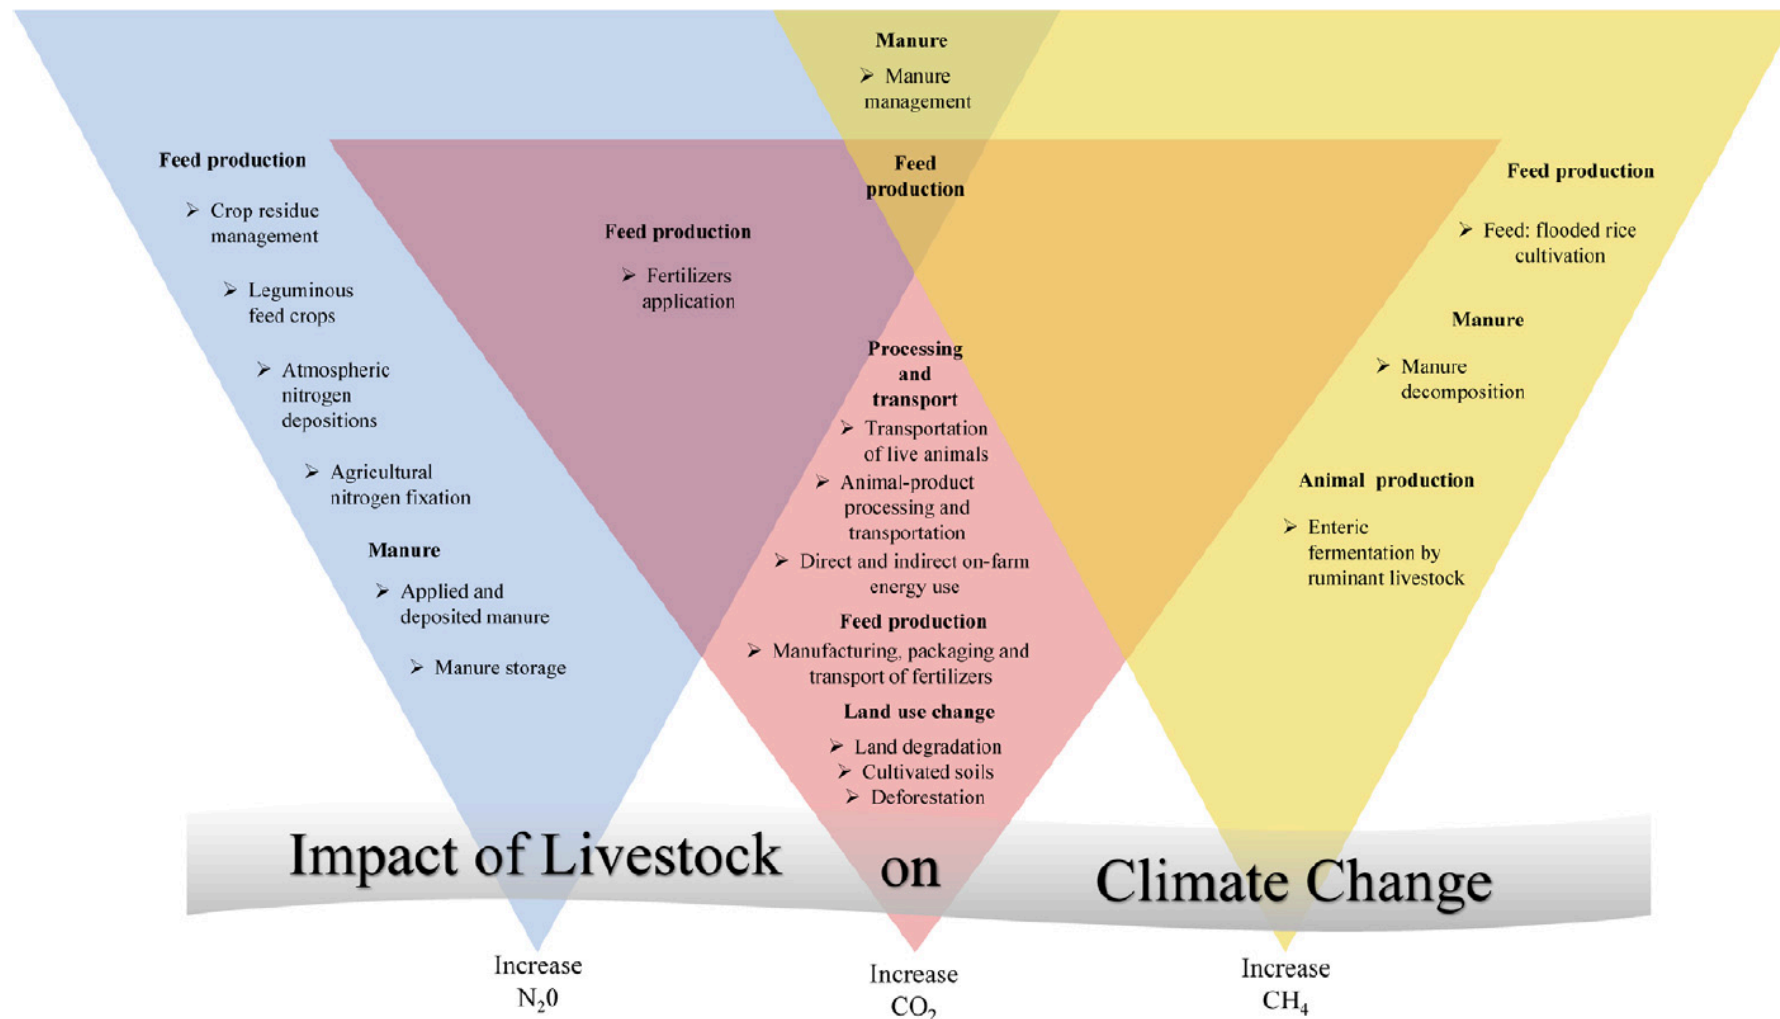 Manure
➢ Manure
management
Feed production
➢ Crop residue
management
➢ Leguminous
feed crops
➢ Atmospheric
nitrogen
depositions
➢ Agricultural
nitrogen fixation
Manure
➢ Applied and
deposited manure
➢ Manure storage
Feed production
➢ Fertilizers
application
Feed
production
Processing
and
transport
➢ Transportation
of live animals
➢ Animal-product
processing and
transportation
➢ Direct and indirect on-farm
energy use
Feed production
➢ Manufacturing, packaging and
transport of fertilizers
Land use change
➢ Land degradation
➢ Cultivated soils
➢ Deforestation
Feed production
➢ Feed: flooded rice
cultivation
Manure
➢ Manure
decomposition
Animal production
➢ Enteric
fermentation by
ruminant livestock
Impact of Livestock on Climate Change
Increase
N₂0
Increase
CO₂
Increase
CH₄